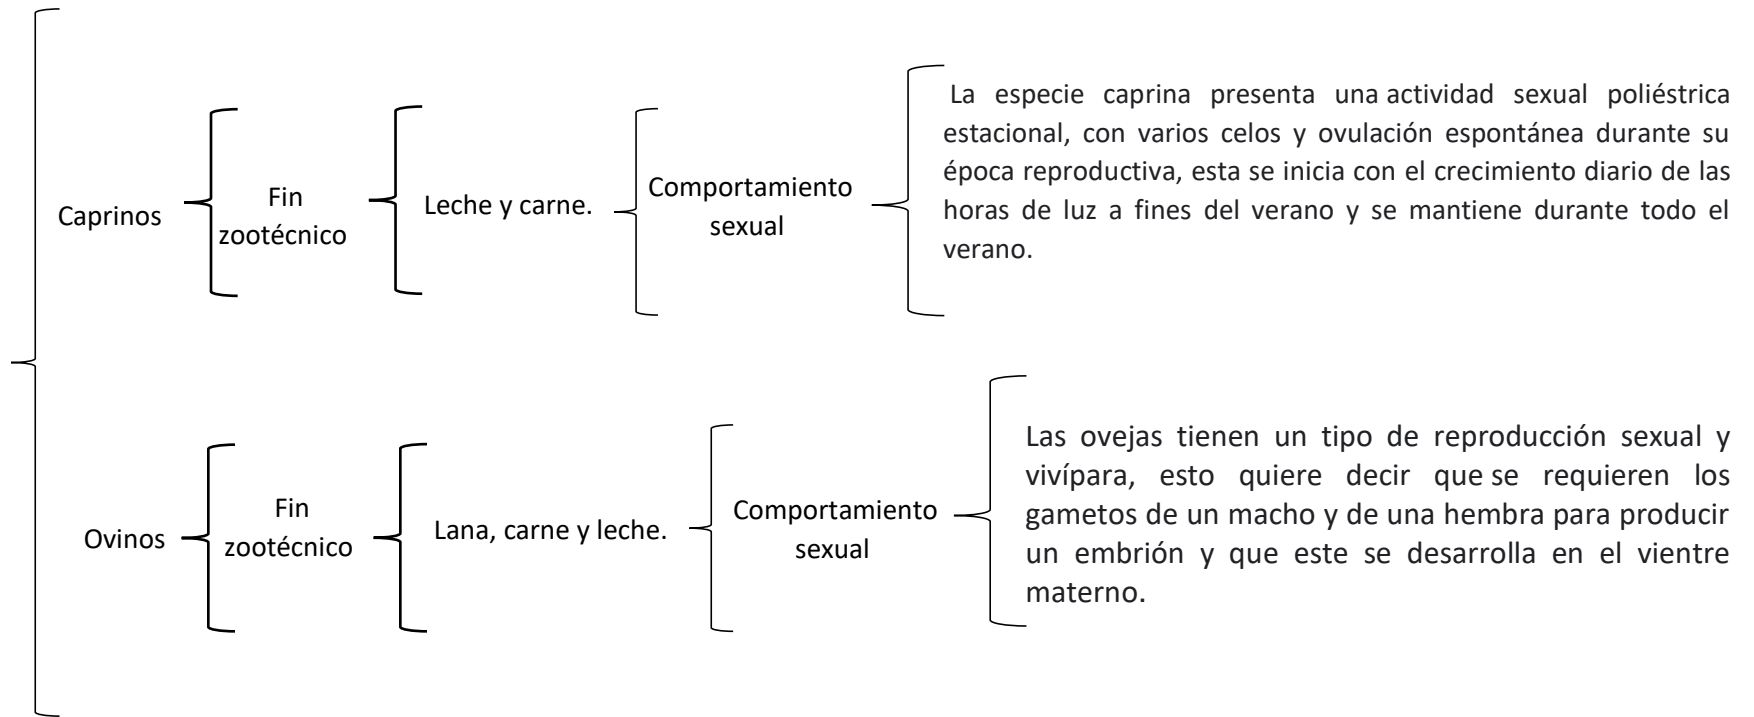 Caprinos
Fin
zootécnico
Leche y carne.
Comportamiento
sexual
La especie caprina presenta una actividad sexual poliéstrica
estacional, con varios celos y ovulación espontánea durante su
época reproductiva, esta se inicia con el crecimiento diario de las
horas de luz a fines del verano y se mantiene durante todo el
verano.
Ovinos
Fin
zootécnico
Lana, carne y leche.
Comportamiento
sexual
Las ovejas tienen un tipo de reproducción sexual y
vivípara, esto quiere decir que se requieren los
gametos de un macho y de una hembra para producir
un embrión y que este se desarrolla en el vientre
materno.